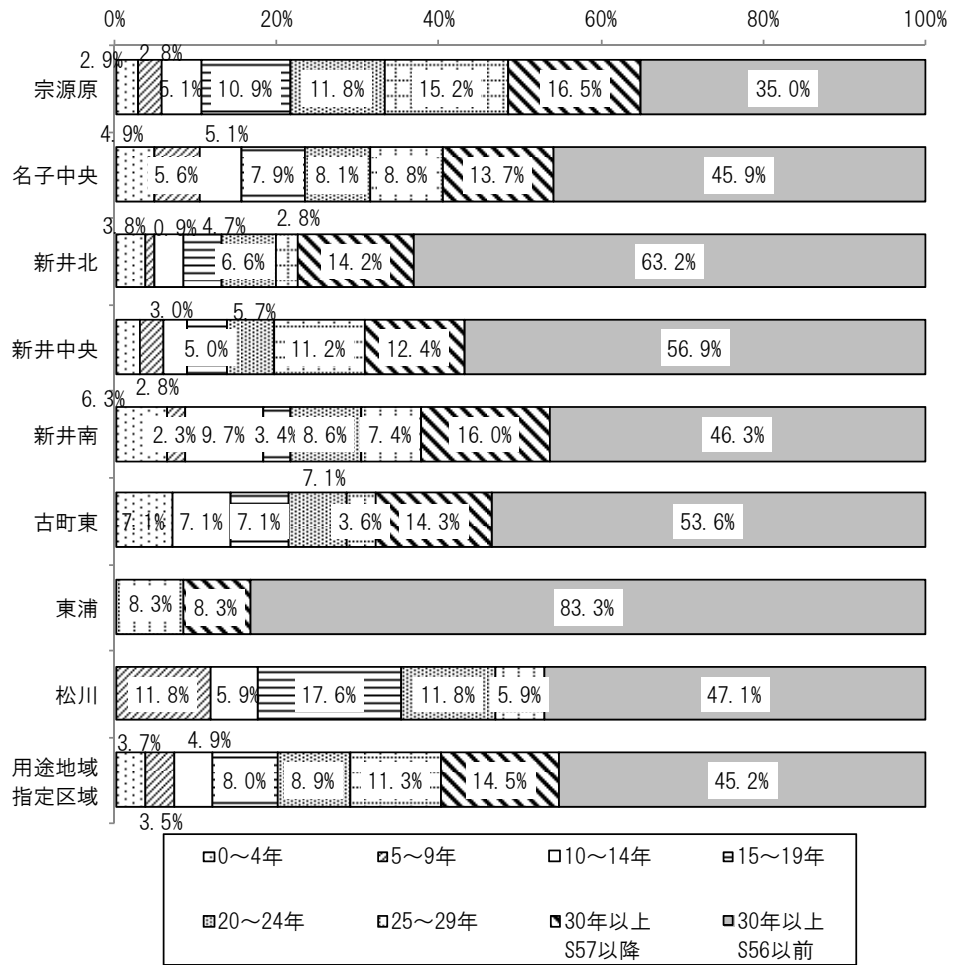 0% 20% 40% 60% 80% 100%
2.9% 2.8%
宗源原 5.1% 10.9% 11.8% 15.2% 16.5% 35.0%
4.9% 5.1%
名子中央 5.6% 7.9% 8.1% 8.8% 13.7% 45.9%
3.8% 0.9% 4.7% 2.8%
新井北 6.6% 14.2% 63.2%
3.0% 5.7%
新井中央 5.0% 11.2% 12.4% 56.9%
2.8%
6.3%
新井南 2.3% 9.7% 3.4% 8.6% 7.4% 16.0% 46.3%
7.1%
古町東 7.1% 7.1% 7.1% 3.6% 14.3% 53.6%
東浦 8.3% 8.3% 83.3%
松川 11.8% 5.9% 17.6% 11.8% 5.9% 47.1%
3.7% 4.9%
用途地域
指定区域 8.0% 8.9% 11.3% 14.5% 45.2%
3.5%
0～4年 5～9年 10～14年 15～19年
20～24年 25～29年 30年以上 30年以上
S57以降 S56以前